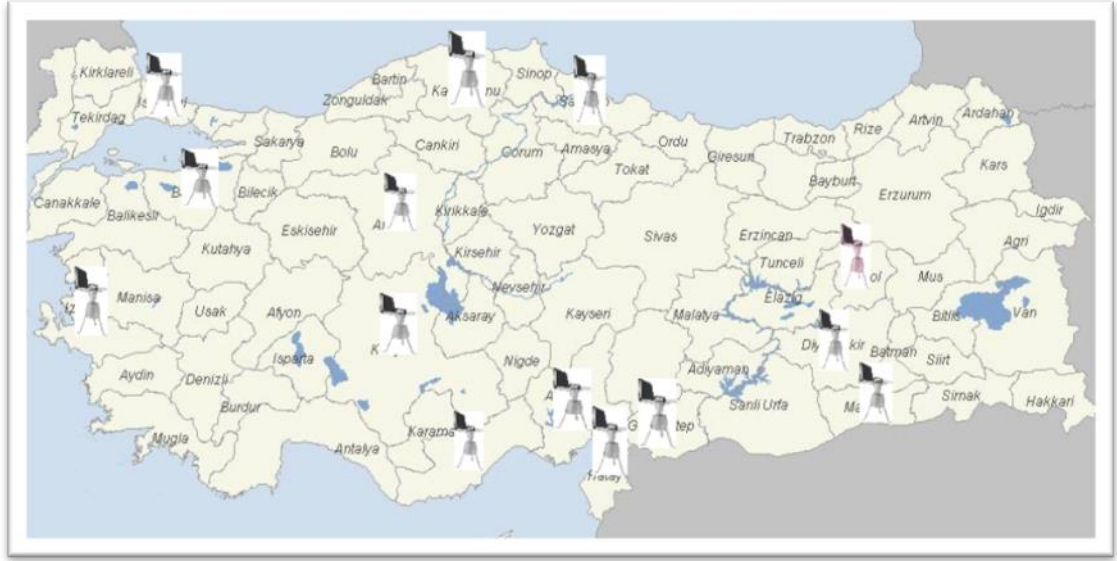 Kirklareli
Tekirdag
Canakkale
Balikesir
Bartin
Zonguldak
Sakarya
Bolu
Bilecik
Cankiri
Sinop
Corum
Amasya
Tokat
Ordu
Giresun
Trabzon
Rize
Artvin
Ardahan
Kars
Bayburt
Erzurum
Igdir
Agri
Kutahya
Eskisehir
Kirikkale
Kirsehir
Yozgat
Sivas
Erzincan
Tunceli
Mus
Manisa
Usak
Afyon
Aksaray
Nevsehir
Kayseri
Malatya
Elazig
Bitlis
Van
Aydin
Denizli
Isparta
Burdur
Mugla
Antalya
Karama
Nigde
Adiyaman
Sanli Urfa
Batman
Siirt
Sirnak
Hakkari
Hatay